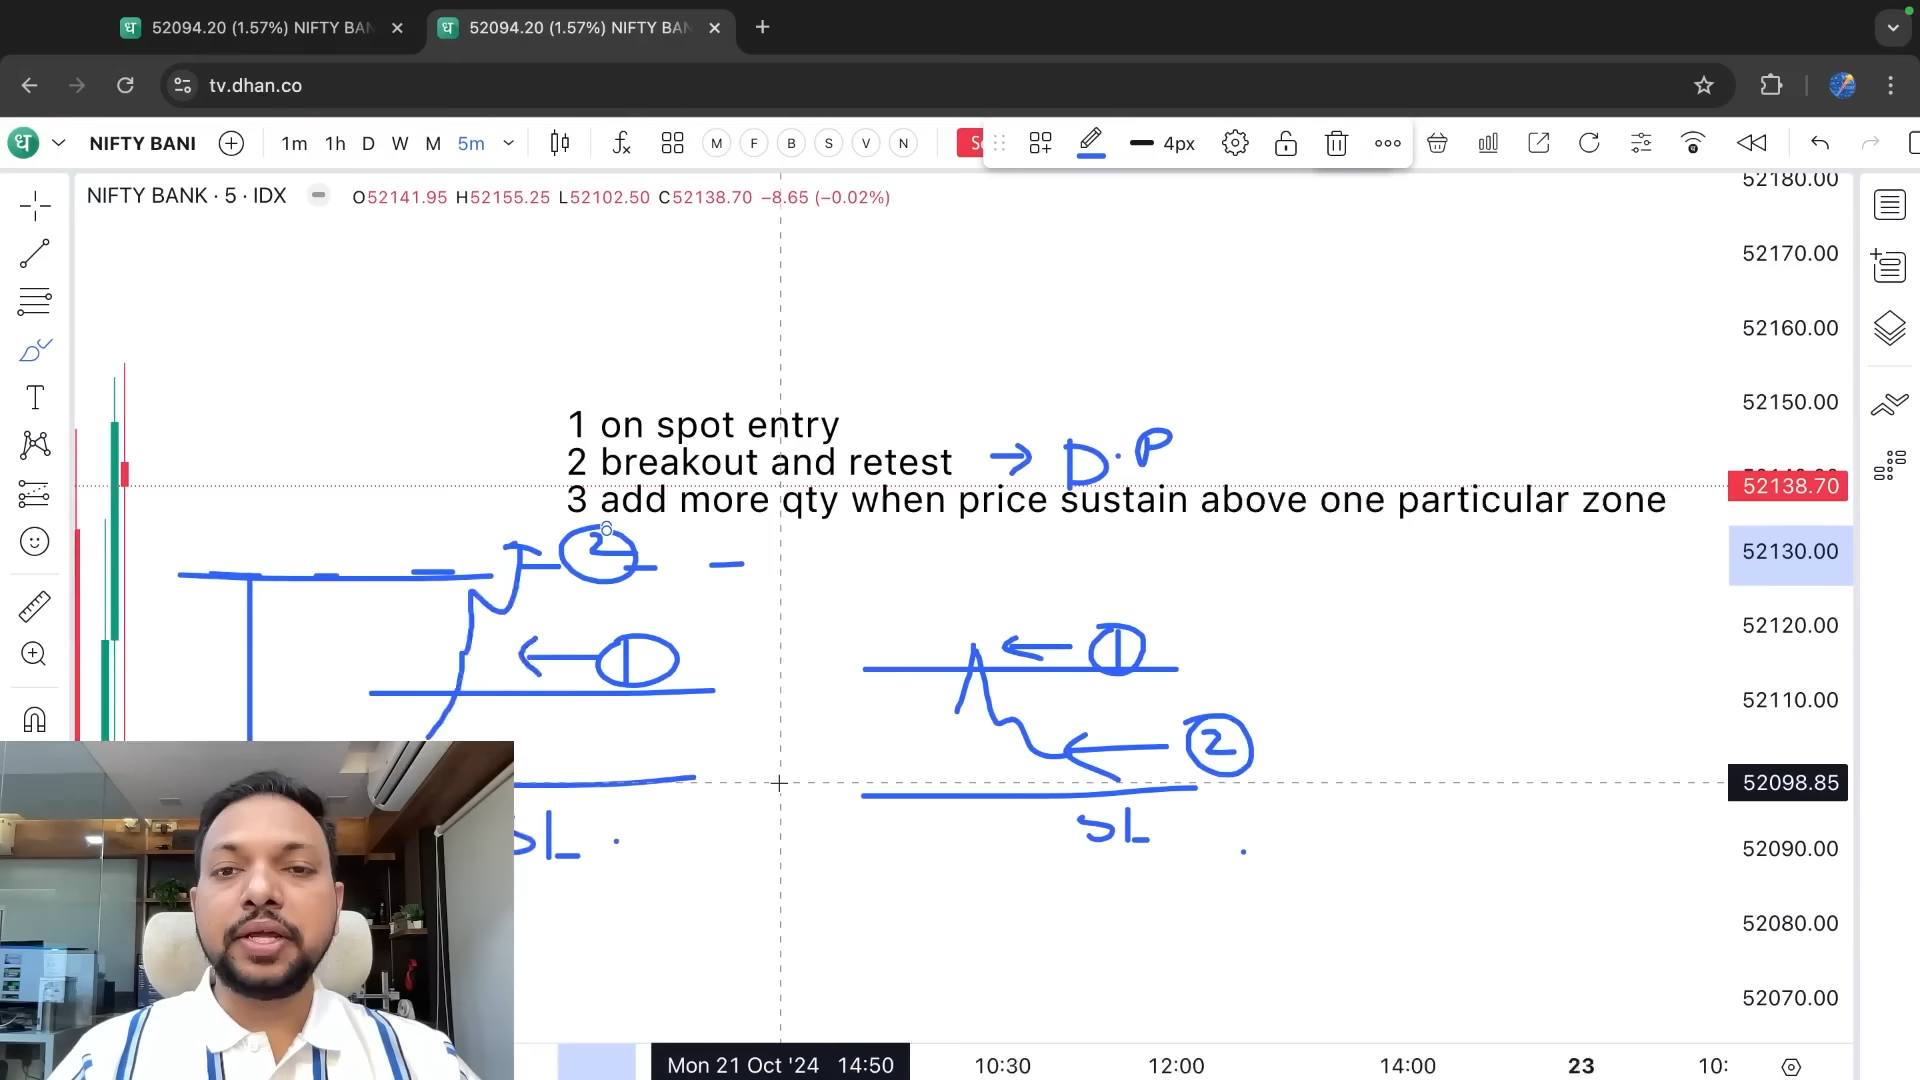 52094.20 (1.57%) NIFTY BAN
52094.20 (1.57%) NIFTY BAN
tv.dhan.co
ध NIFTY BANI 1m 1h D W M 5m M F B S V N 4px
NIFTY BANK · 5 · IDX O52141.95 H52155.25 L52102.50 C52138.70 −8.65 (−0.02%)
52180.00
52170.00
52160.00
52150.00
1 on spot entry
2 breakout and retest → D.P
3 add more qty when price sustain above one particular zone
52138.70
2
52130.00
1
1
52120.00
52110.00
2
52098.85
SL
SL
52090.00
52080.00
52070.00
Mon 21 Oct '24 14:50 10:30 12:00 14:00 23 10: